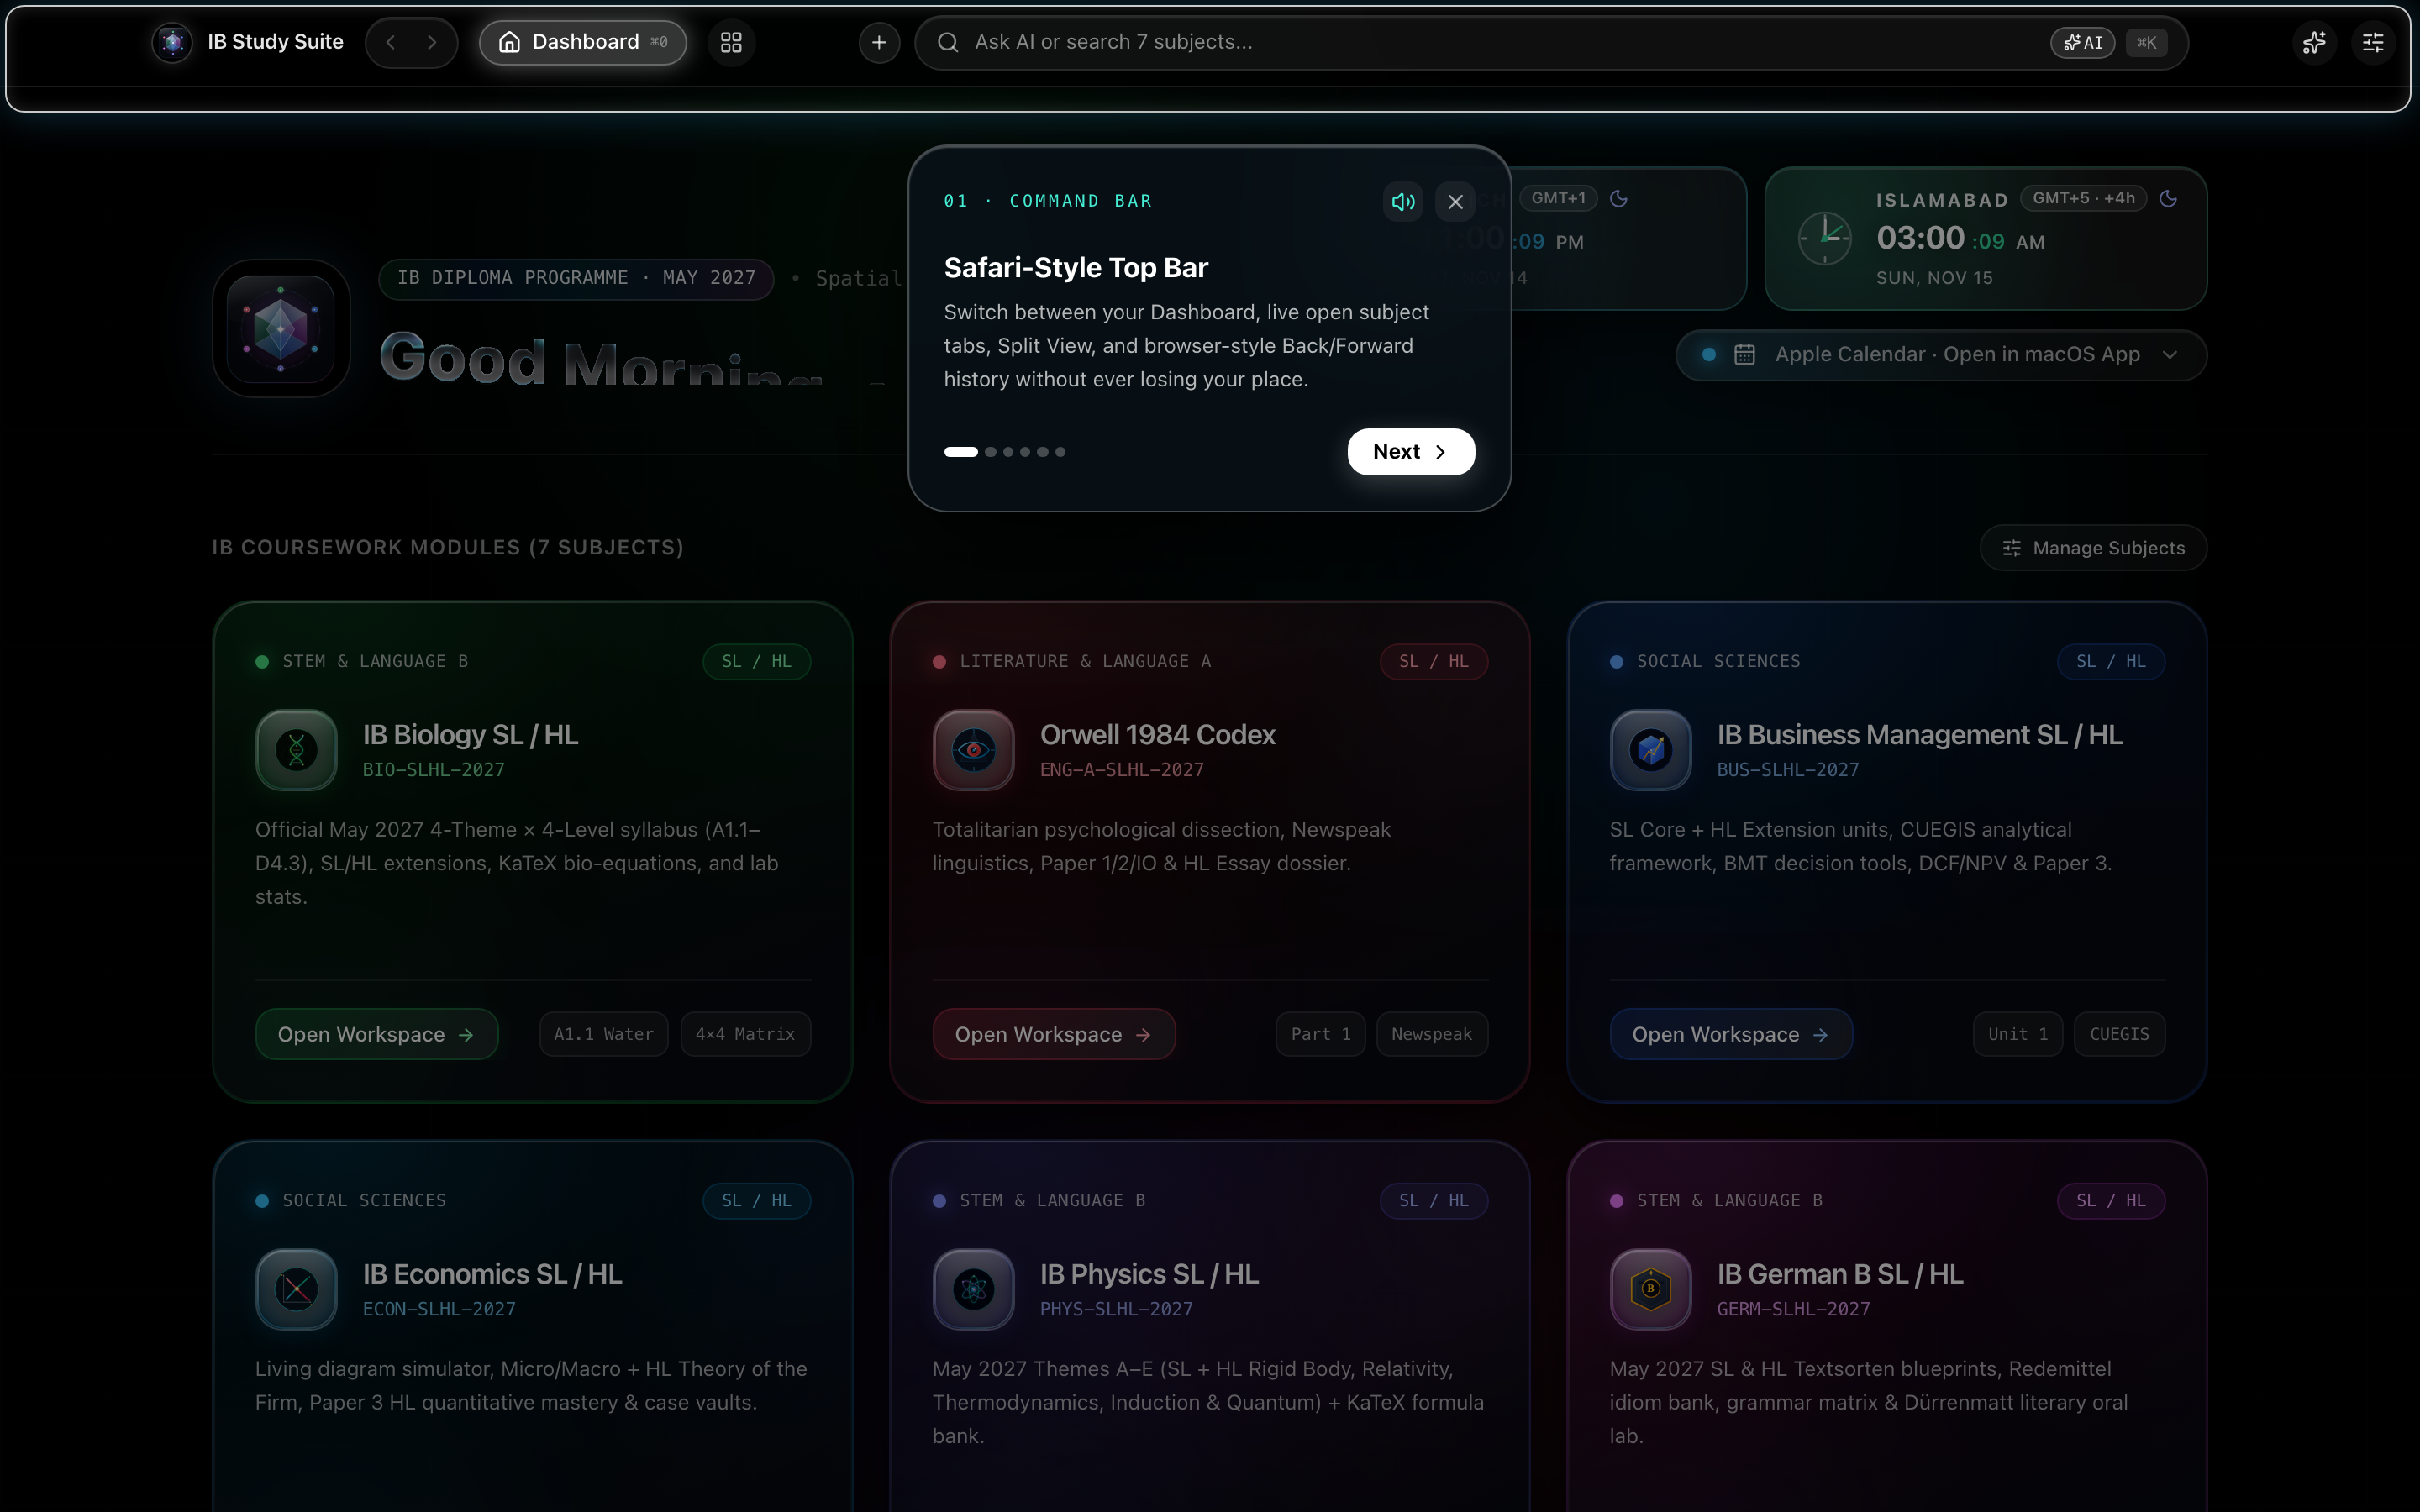 IB Study Suite
Dashboard ⌘0
Ask AI or search 7 subjects...
AI
⌘K
01 · COMMAND BAR
Safari-Style Top Bar
Switch between your Dashboard, live open subject
tabs, Split View, and browser-style Back/Forward
history without ever losing your place.
Next
GMT+1
:09 PM
ISLAMABAD GMT+5 · +4h
03:00 :09 AM
SUN, NOV 15
IB DIPLOMA PROGRAMME · MAY 2027 • Spatial
Good Morning
Apple Calendar · Open in macOS App
IB COURSEWORK MODULES (7 SUBJECTS)
Manage Subjects
STEM & LANGUAGE B
SL / HL
IB Biology SL / HL
BIO-SLHL-2027
Official May 2027 4-Theme × 4-Level syllabus (A1.1–
D4.3), SL/HL extensions, KaTeX bio-equations, and lab
stats.
Open Workspace →
A1.1 Water
4×4 Matrix
LITERATURE & LANGUAGE A
SL / HL
Orwell 1984 Codex
ENG-A-SLHL-2027
Totalitarian psychological dissection, Newspeak
linguistics, Paper 1/2/IO & HL Essay dossier.
Open Workspace →
Part 1
Newspeak
SOCIAL SCIENCES
SL / HL
IB Business Management SL / HL
BUS-SLHL-2027
SL Core + HL Extension units, CUEGIS analytical
framework, BMT decision tools, DCF/NPV & Paper 3.
Open Workspace →
Unit 1
CUEGIS
SOCIAL SCIENCES
SL / HL
IB Economics SL / HL
ECON-SLHL-2027
Living diagram simulator, Micro/Macro + HL Theory of the
Firm, Paper 3 HL quantitative mastery & case vaults.
STEM & LANGUAGE B
SL / HL
IB Physics SL / HL
PHYS-SLHL-2027
May 2027 Themes A–E (SL + HL Rigid Body, Relativity,
Thermodynamics, Induction & Quantum) + KaTeX formula
bank.
STEM & LANGUAGE B
SL / HL
IB German B SL / HL
GERM-SLHL-2027
May 2027 SL & HL Textsorten blueprints, Redemittel
idiom bank, grammar matrix & Dürrenmatt literary oral
lab.